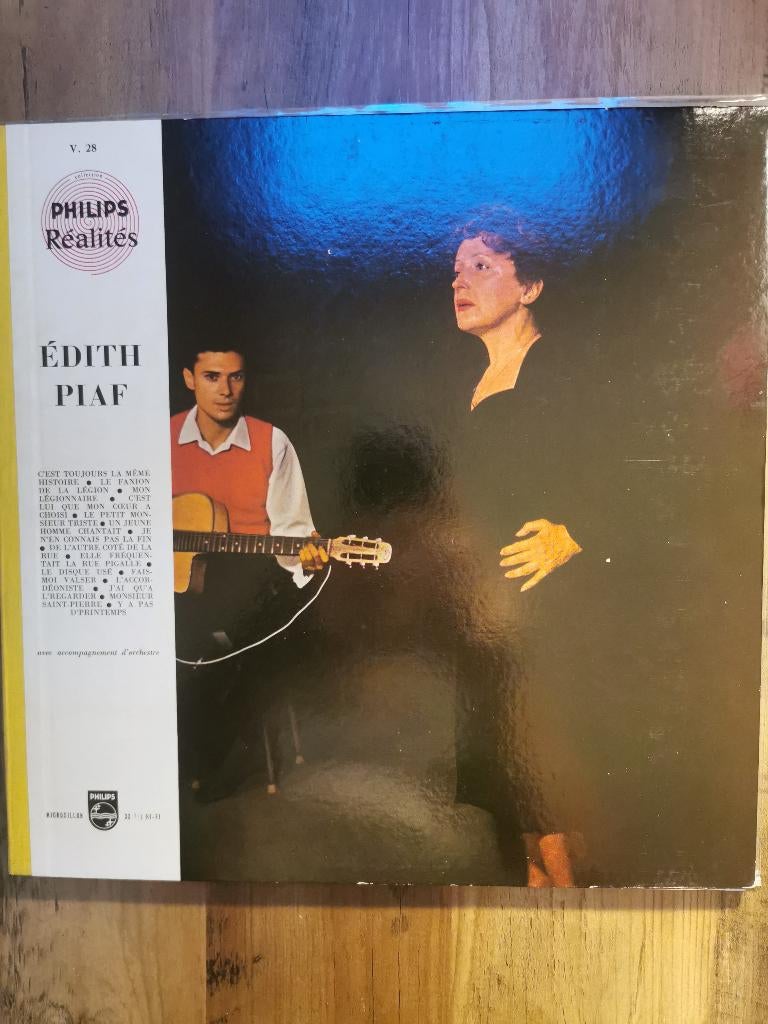 V. 28
collection
PHILIPS
Réalités
ÉDITH
PIAF
C'EST TOUJOURS LA MÊME
HISTOIRE ● LE FANION
DE LA LÉGION ● MON
LÉGIONNAIRE ● C'EST
LUI QUE MON CŒUR A
CHOISI ● LE PETIT MON-
SIEUR TRISTE ● UN JEUNE
HOMME CHANTAIT ● JE
N'EN CONNAIS PAS LA FIN
● DE L'AUTRE COTÉ DE LA
RUE ● ELLE FRÉQUEN-
TAIT LA RUE PIGALLE ●
LE DISQUE USÉ ● FAIS-
MOI VALSER ● L'ACCOR-
DÉONISTE ● J'AI QU'A
L'REGARDER ● MONSIEUR
SAINT-PIERRE ● Y A PAS
D'PRINTEMPS
avec accompagnement d'orchestre
PHILIPS
MICROSILLON 33